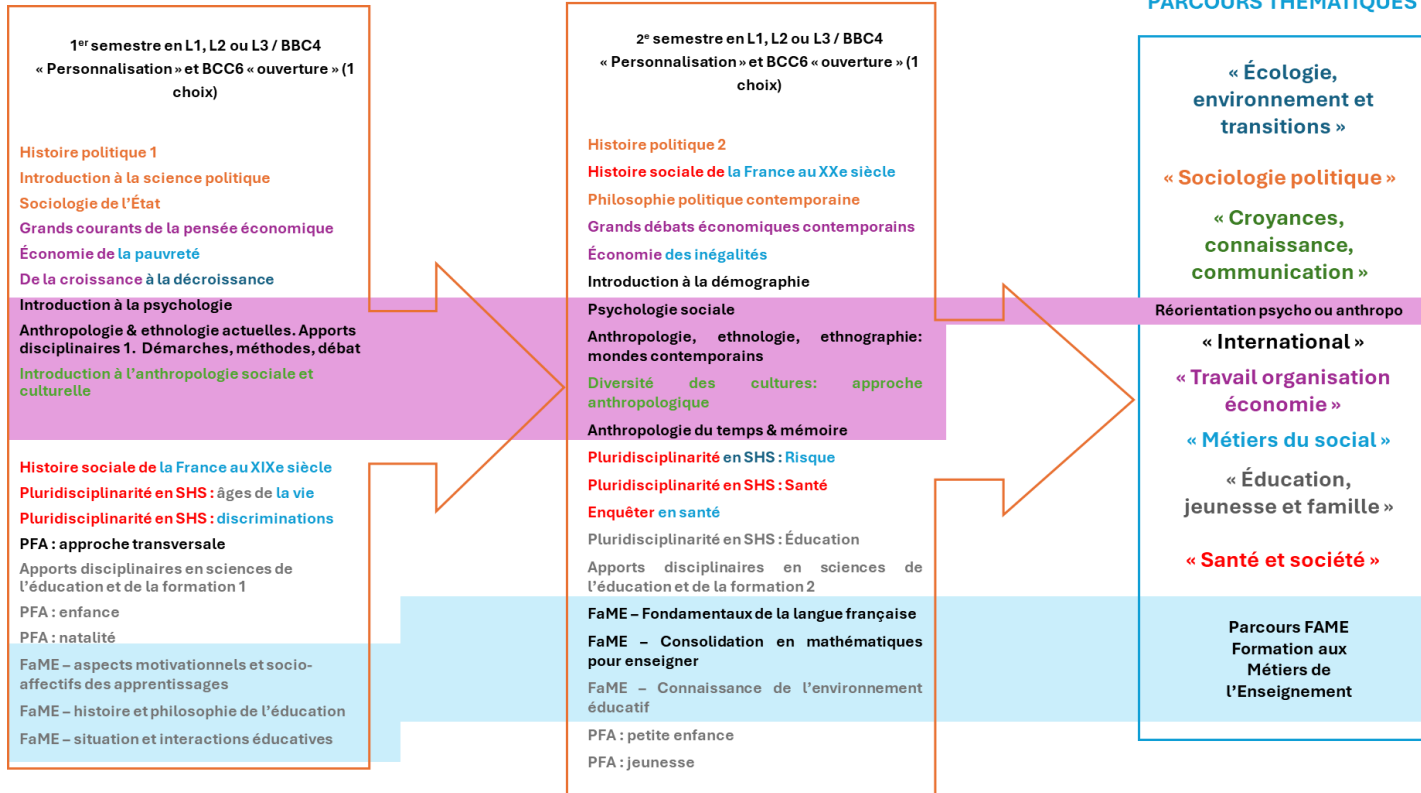 1er semestre en L1, L2 ou L3 / BBC4
« Personnalisation » et BCC6 « ouverture » (1
choix)
Histoire politique 1
Introduction à la science politique
Sociologie de l'État
Grands courants de la pensée économique
Économie de la pauvreté
De la croissance à la décroissance
Introduction à la psychologie
Anthropologie & ethnologie actuelles. Apports
disciplinaires 1. Démarches, méthodes, débat
Introduction à l'anthropologie sociale et
culturelle
Histoire sociale de la France au XIXe siècle
Pluridisciplinarité en SHS : âges de la vie
Pluridisciplinarité en SHS : discriminations
PFA : approche transversale
Apports disciplinaires en sciences de
l'éducation et de la formation 1
PFA : enfance
PFA : natalité
FaME – aspects motivationnels et socio-
affectifs des apprentissages
FaME – histoire et philosophie de l'éducation
FaME – situation et interactions éducatives
2e semestre en L1, L2 ou L3 / BBC4
« Personnalisation » et BCC6 « ouverture » (1
choix)
Histoire politique 2
Histoire sociale de la France au XXe siècle
Philosophie politique contemporaine
Grands débats économiques contemporains
Économie des inégalités
Introduction à la démographie
Psychologie sociale
Anthropologie, ethnologie, ethnographie:
mondes contemporains
Diversité des cultures: approche
anthropologique
Anthropologie du temps & mémoire
Pluridisciplinarité en SHS : Risque
Pluridisciplinarité en SHS : Santé
Enquêter en santé
Pluridisciplinarité en SHS : Éducation
Apports disciplinaires en sciences de
l'éducation et de la formation 2
FaME – Fondamentaux de la langue française
FaME – Consolidation en mathématiques
pour enseigner
FaME – Connaissance de l'environnement
éducatif
PFA : petite enfance
PFA : jeunesse
PARCOURS THÉMATIQUES
« Écologie,
environnement et
transitions »
« Sociologie politique »
« Croyances,
connaissance,
communication »
Réorientation psycho ou anthropo
« International »
« Travail organisation
économie »
« Métiers du social »
« Éducation,
jeunesse et famille »
« Santé et société »
Parcours FAME
Formation aux
Métiers de
l'Enseignement